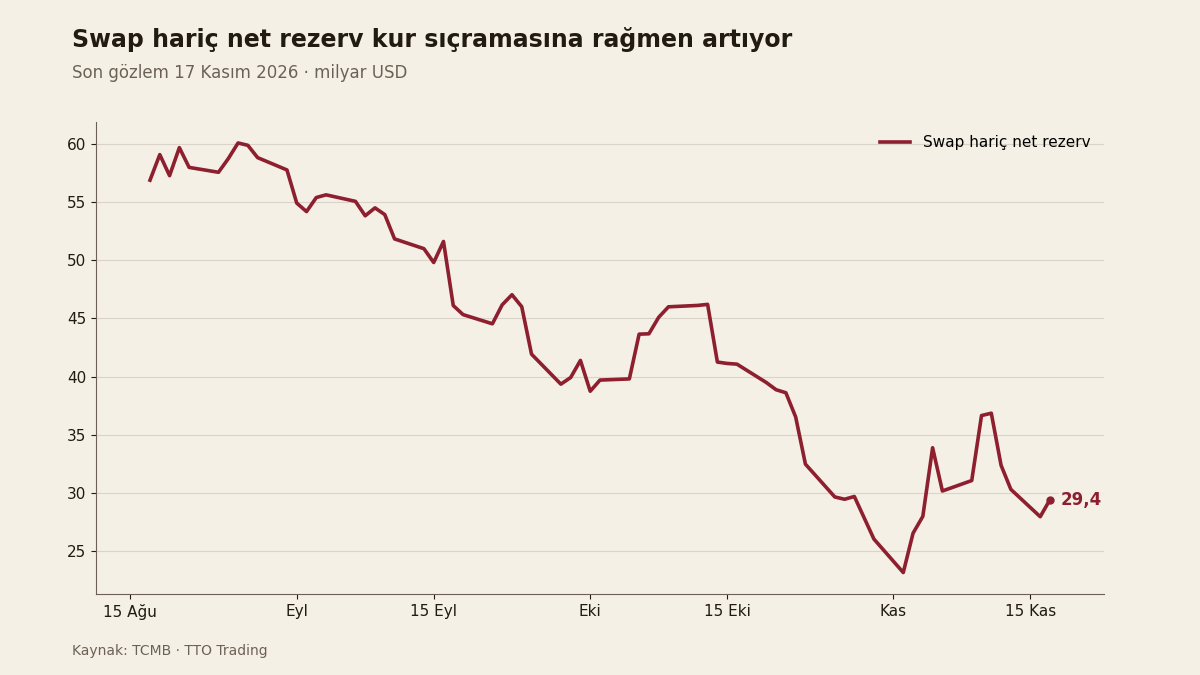 Swap hariç net rezerv kur sıçramasına rağmen artıyor
Son gözlem 17 Kasım 2026 · milyar USD
Swap hariç net rezerv
60
55
50
45
40
35
30
25
29,4
15 Ağu
Eyl
15 Eyl
Eki
15 Eki
Kas
15 Kas
Kaynak: TCMB · TTO Trading